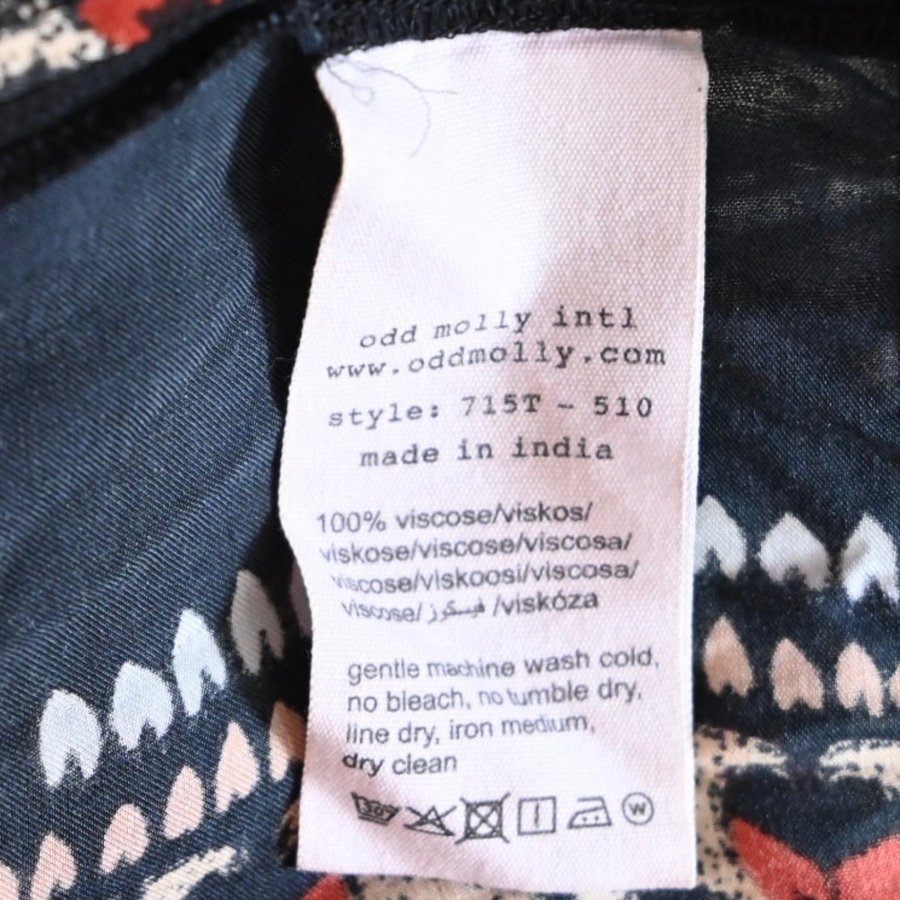 odd molly intl
www.oddmolly.com
style: 715T - 510
made in india
100% viscose/viskos/
viskose/viscose/viscosa/
viscose/viskoosi/viscosa/
viscose/ فيسكوز /viskóza
gentle machine wash cold,
no bleach, no tumble dry,
line dry, iron medium,
dry clean
30°
W